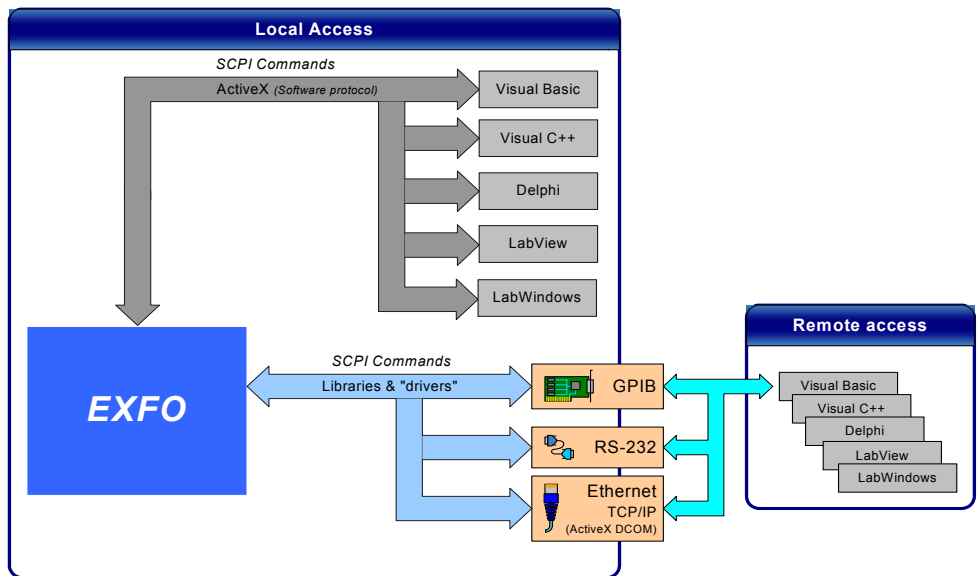 Local Access
SCPI Commands
ActiveX (Software protocol)
Visual Basic
Visual C++
Delphi
LabView
LabWindows
EXFO
SCPI Commands
Libraries & "drivers"
GPIB
RS-232
Ethernet
TCP/IP
(ActiveX DCOM)
Remote access
Visual Basic
Visual C++
Delphi
LabView
LabWindows